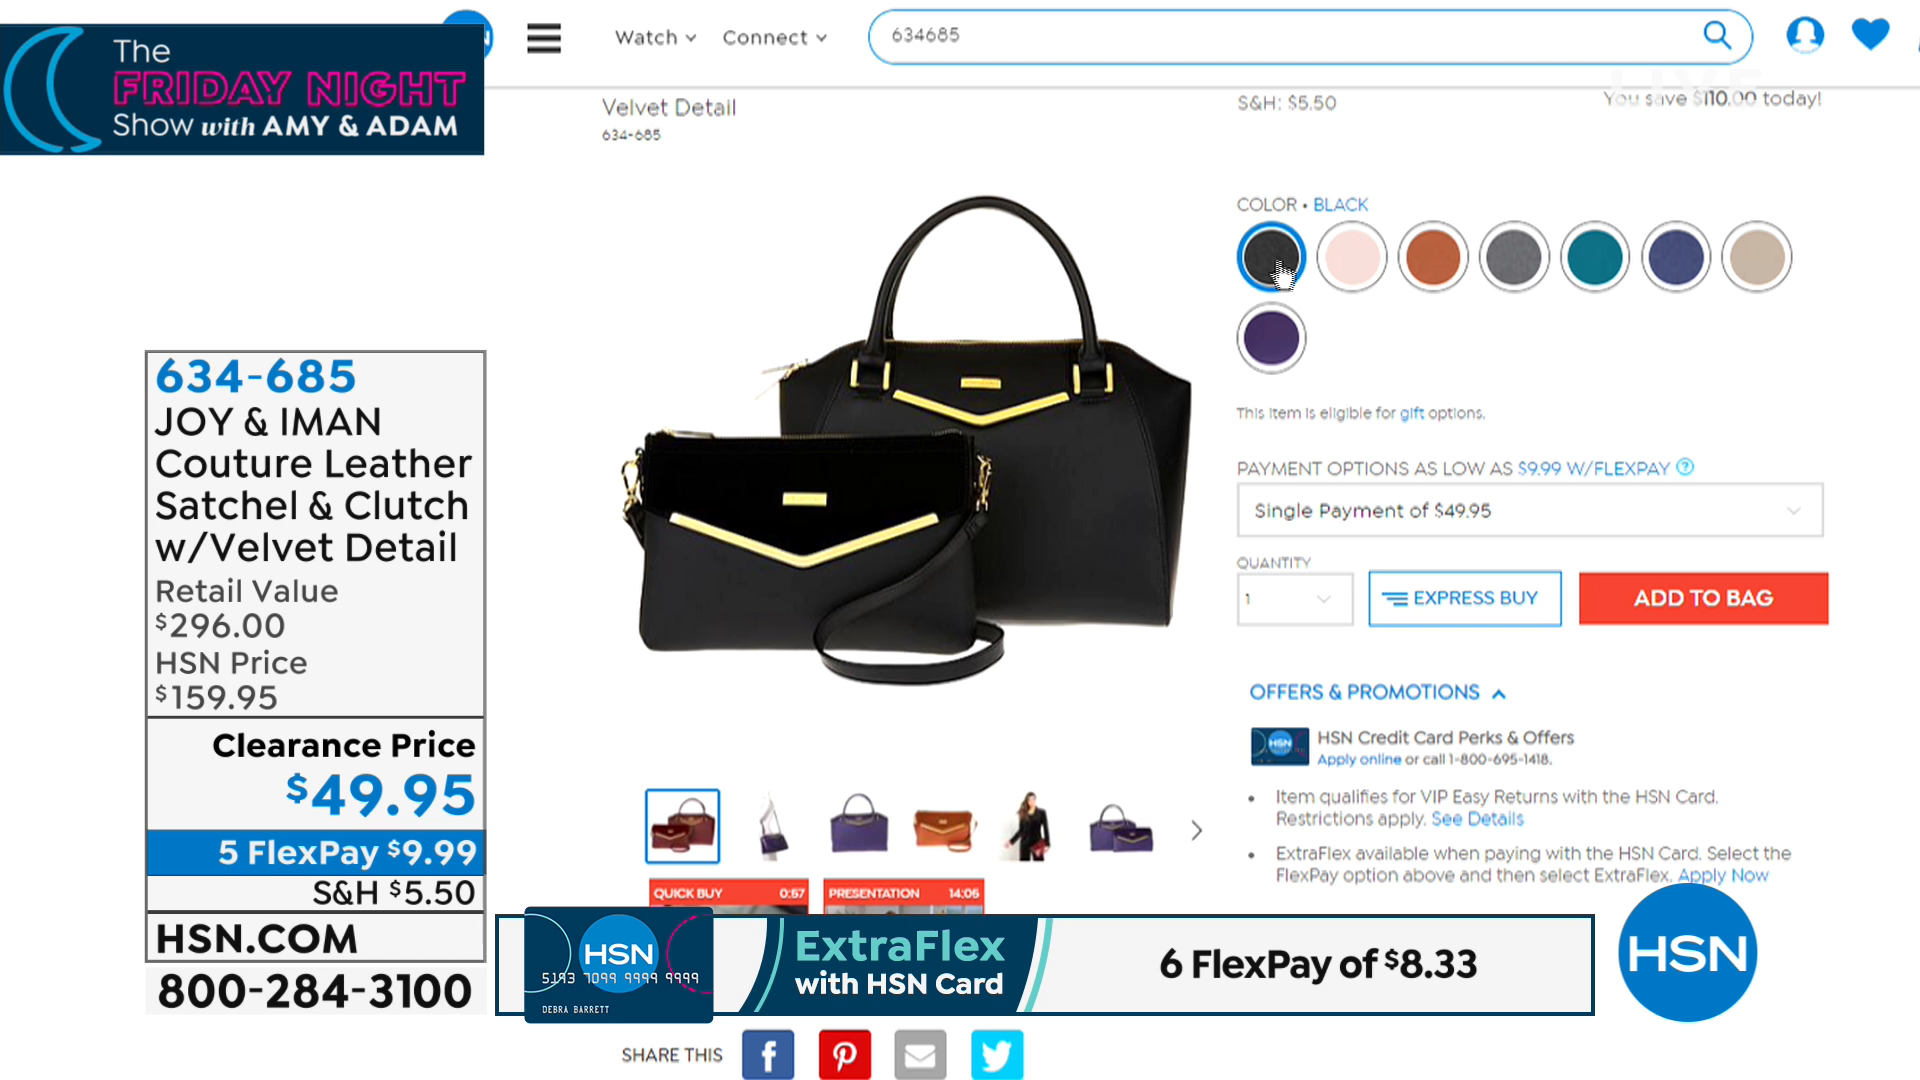 The
FRIDAY NIGHT
Show with AMY & ADAM
Watch
Connect
634685
LIVE
Velvet Detail
634-685
S&H: $5.50
You save $110.00 today!
COLOR • BLACK
This item is eligible for gift options.
PAYMENT OPTIONS AS LOW AS $9.99 W/FLEXPAY ?
Single Payment of $49.95
QUANTITY
1
EXPRESS BUY
ADD TO BAG
OFFERS & PROMOTIONS
HSN
HSN Credit Card Perks & Offers
Apply online or call 1-800-695-1418.
• Item qualifies for VIP Easy Returns with the HSN Card.
Restrictions apply. See Details
• ExtraFlex available when paying with the HSN Card. Select the
FlexPay option above and then select ExtraFlex. Apply Now
634-685
JOY & IMAN
Couture Leather
Satchel & Clutch
w/Velvet Detail
Retail Value
$296.00
HSN Price
$159.95
Clearance Price
$49.95
5 FlexPay $9.99
S&H $5.50
HSN.COM
800-284-3100
QUICK BUY 0:57
PRESENTATION 14:05
HSN
5193 7099 9999 9999
DEBRA BARRETT
ExtraFlex
with HSN Card
6 FlexPay of $8.33
HSN
SHARE THIS